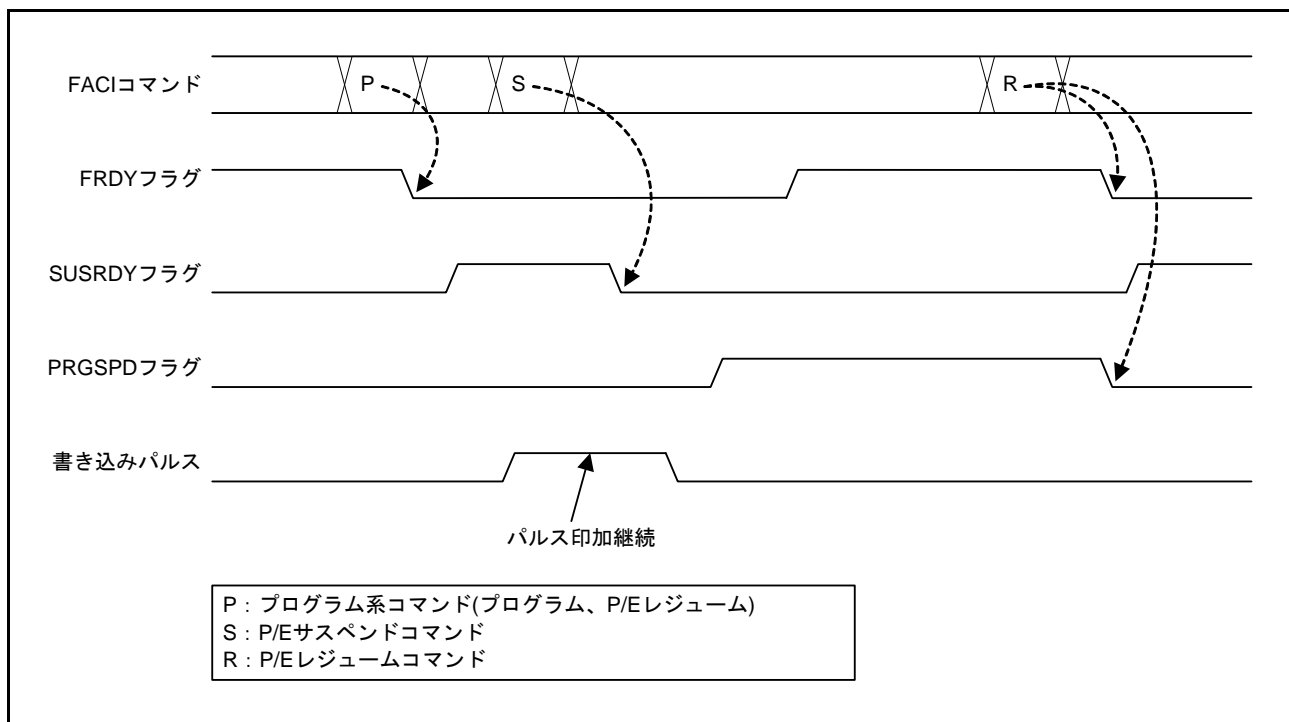 FACIコマンド
P
S
R
FRDYフラグ
SUSRDYフラグ
PRGSPDフラグ
書き込みパルス
パルス印加継続
P：プログラム系コマンド(プログラム、P/Eレジューム)
S：P/Eサスペンドコマンド
R：P/Eレジュームコマンド